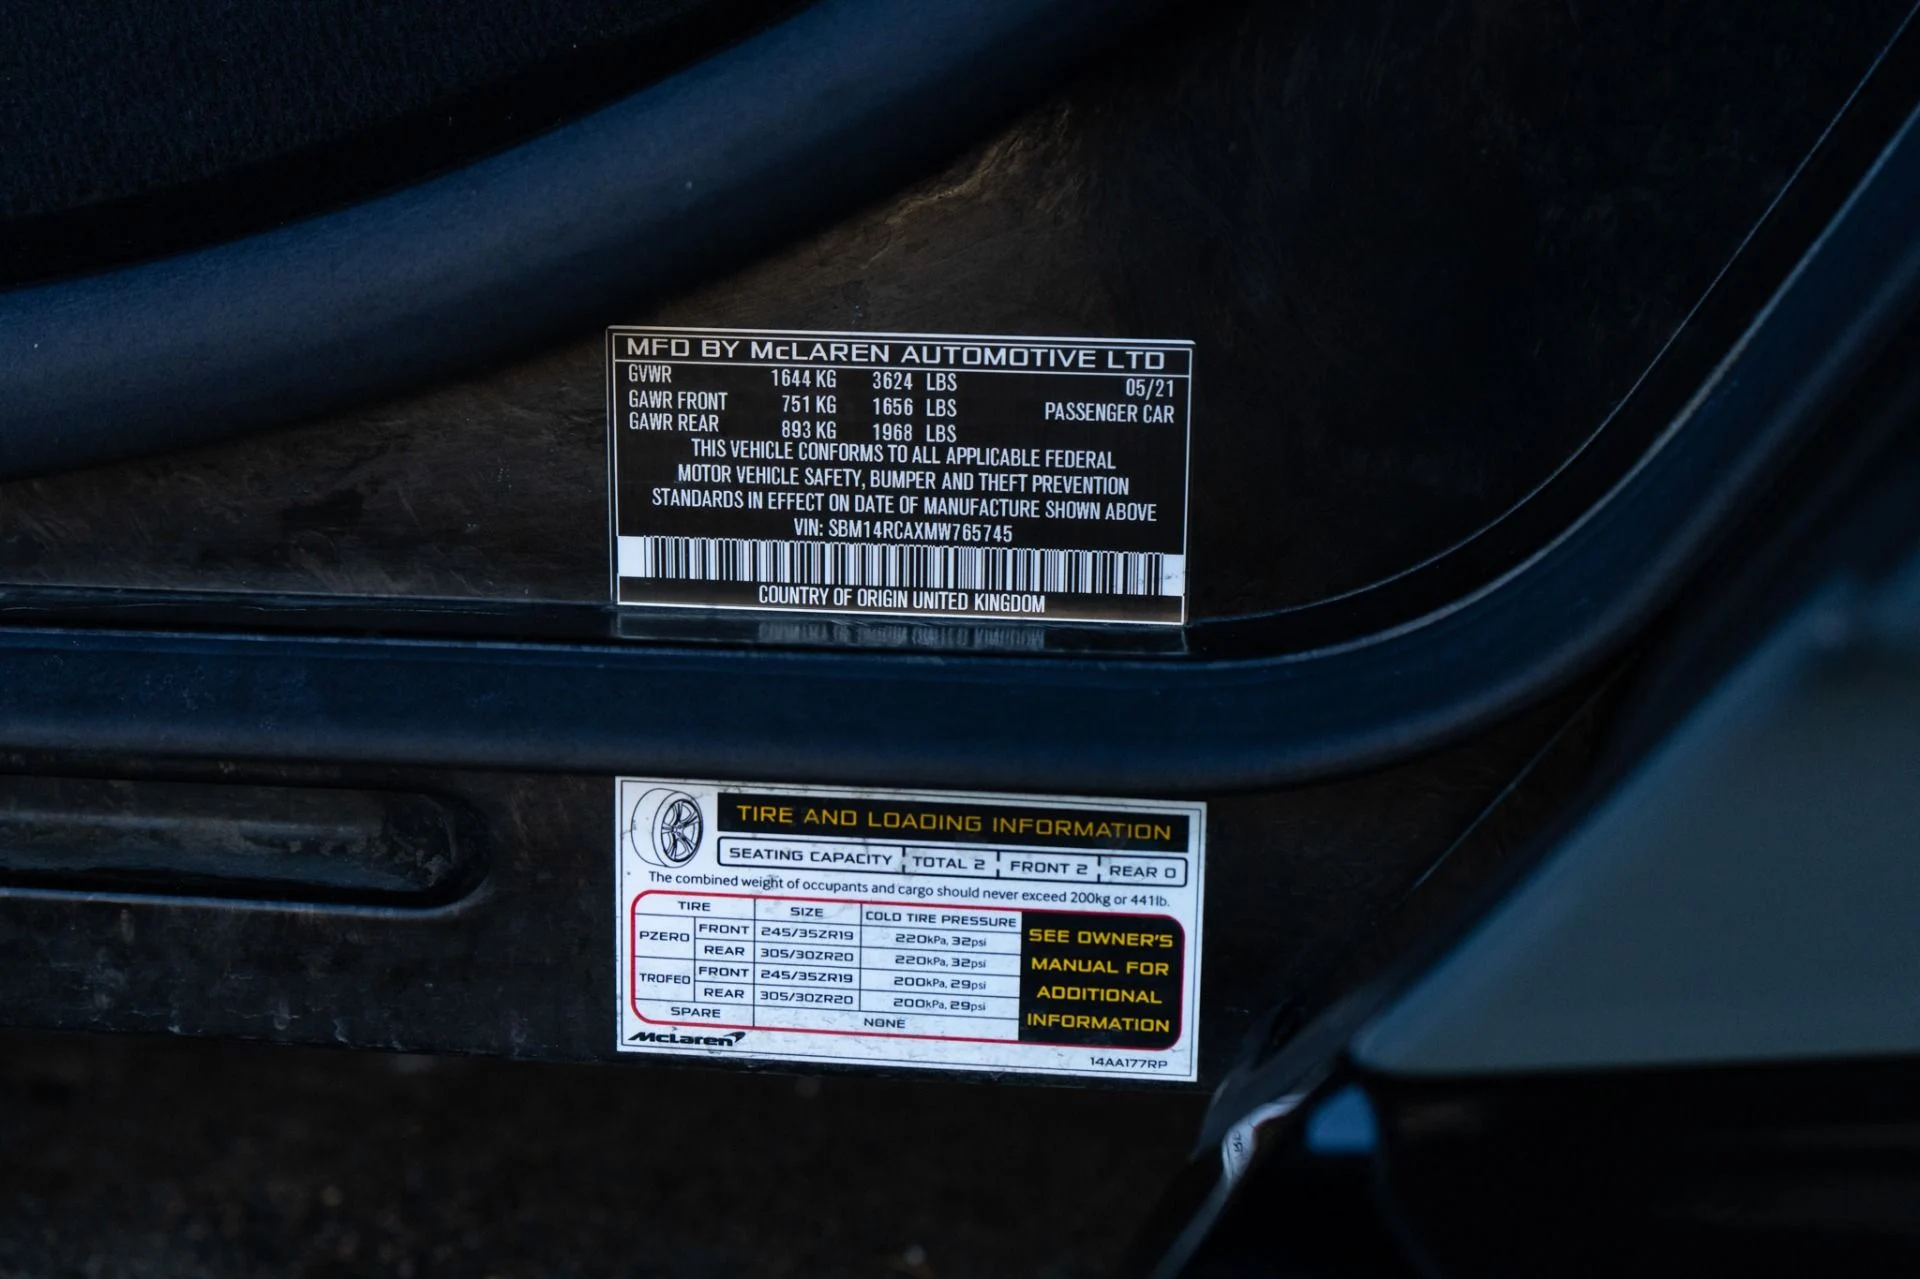 MFD BY McLAREN AUTOMOTIVE LTD
GVWR 1644 KG 3624 LBS 05/21
GAWR FRONT 751 KG 1656 LBS PASSENGER CAR
GAWR REAR 893 KG 1968 LBS
THIS VEHICLE CONFORMS TO ALL APPLICABLE FEDERAL
MOTOR VEHICLE SAFETY, BUMPER AND THEFT PREVENTION
STANDARDS IN EFFECT ON DATE OF MANUFACTURE SHOWN ABOVE
VIN: SBM14RCAXMW765745
COUNTRY OF ORIGIN UNITED KINGDOM
TIRE AND LOADING INFORMATION
SEATING CAPACITY TOTAL 2 FRONT 2 REAR 0
The combined weight of occupants and cargo should never exceed 200kg or 441lb.
TIRE SIZE COLD TIRE PRESSURE
PZERO FRONT 245/35ZR19 220kPa, 32psi
REAR 305/30ZR20 220kPa, 32psi
TROFEO FRONT 245/35ZR19 200kPa, 29psi
REAR 305/30ZR20 200kPa, 29psi
SPARE NONE
SEE OWNER'S
MANUAL FOR
ADDITIONAL
INFORMATION
McLaren
14AA177RP